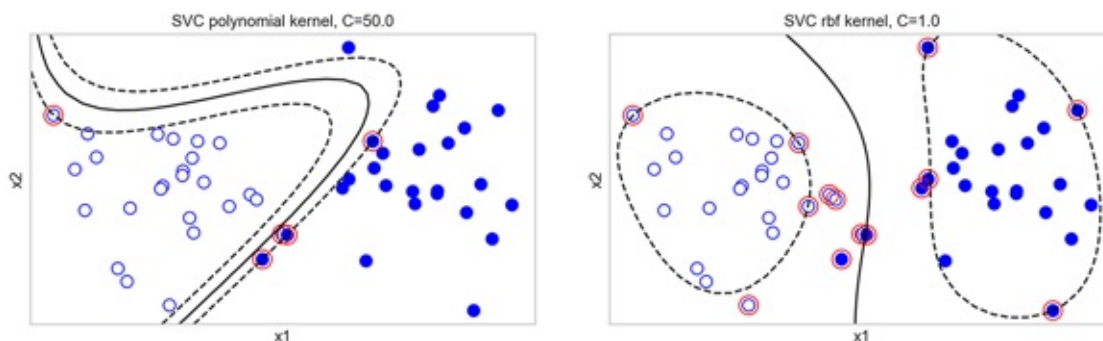 SVC polynomial kernel, C=50.0
x2
x1
SVC rbf kernel, C=1.0
x2
x1